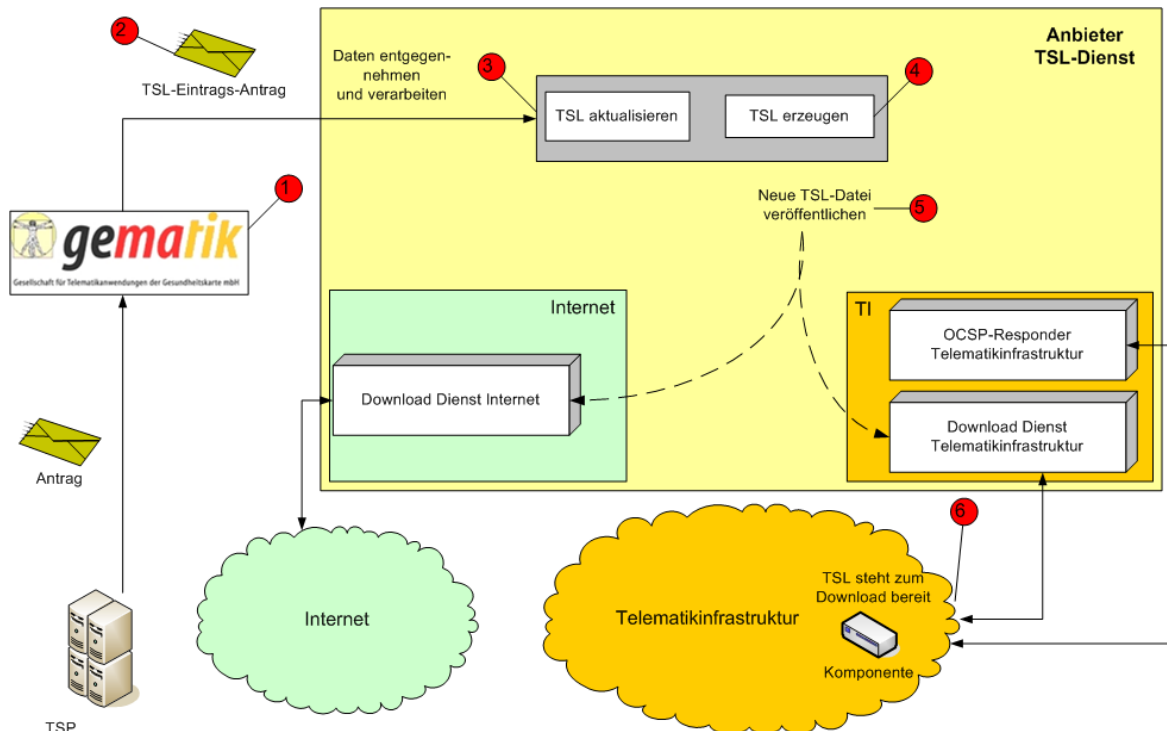 2
TSL-Eintrags-Antrag
Daten entgegen-
nehmen
und verarbeiten
3
4
Anbieter
TSL-Dienst
TSL aktualisieren
TSL erzeugen
1
gematik
Gesellschaft für Telematikanwendungen der Gesundheitskarte mbH
Neue TSL-Datei
veröffentlichen
5
Internet
Download Dienst Internet
TI
OCSP-Responder
Telematikinfrastruktur
Download Dienst
Telematikinfrastruktur
Antrag
6
Internet
Telematikinfrastruktur
TSL steht zum
Download bereit
Komponente
TSP